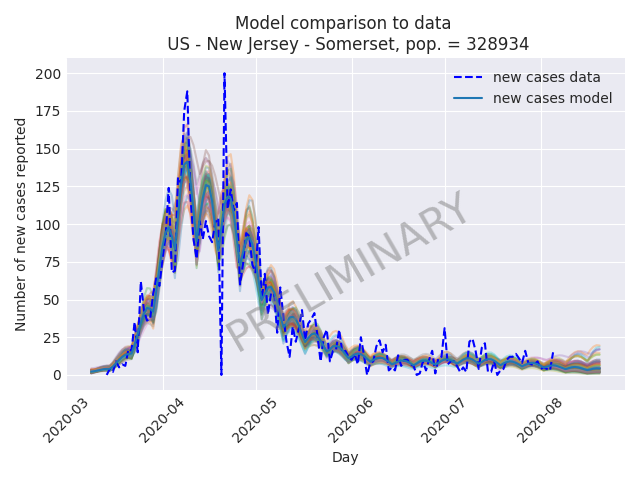 Model comparison to data
US - New Jersey - Somerset, pop. = 328934
Number of new cases reported
200
175
150
125
100
75
50
25
0
new cases data
new cases model
PRELIMINARY
2020-03
2020-04
2020-05
2020-06
2020-07
2020-08
Day